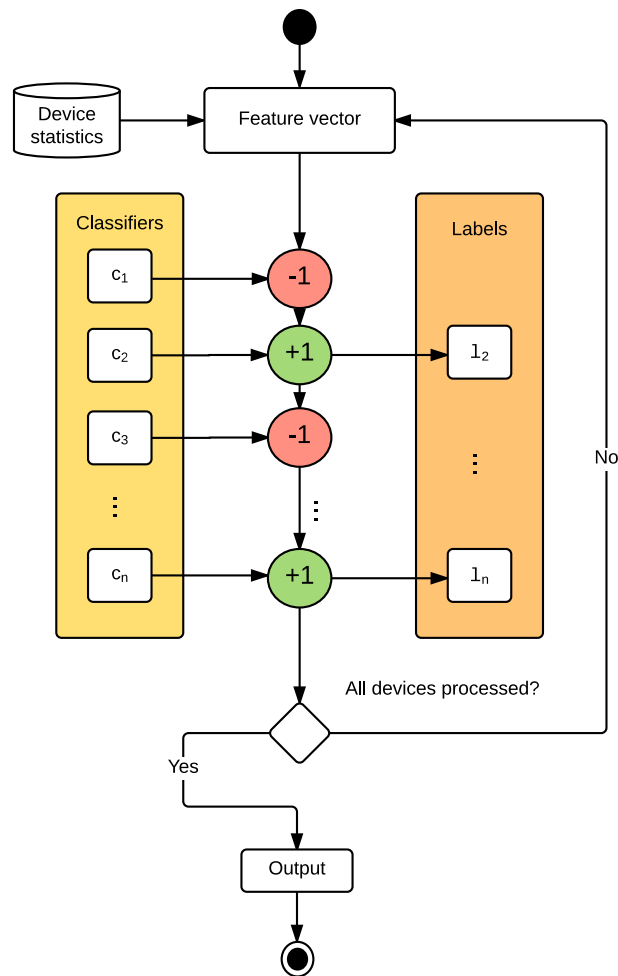 Device
statistics
Feature vector
Classifiers
Labels
c₁
-1
c₂
+1
l₂
c₃
-1
⋮
⋮
⋮
No
cₙ
+1
lₙ
All devices processed?
Yes
Output